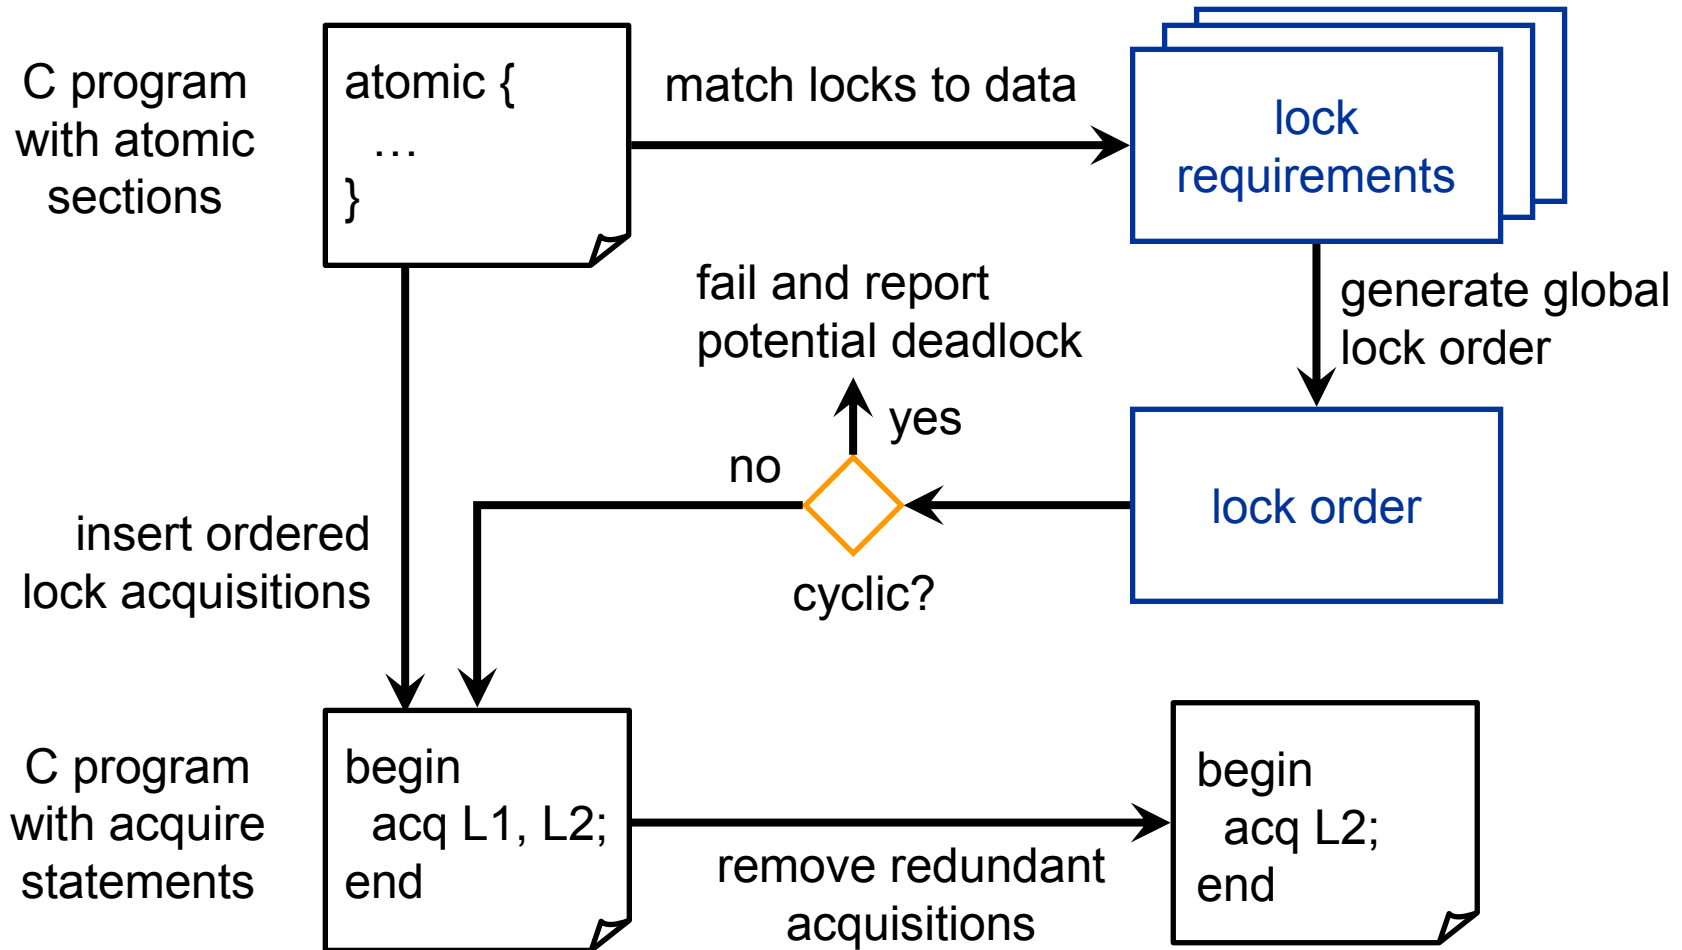 C program
with atomic
sections
atomic {
…
}
match locks to data
lock
requirements
generate global
lock order
fail and report
potential deadlock
yes
no
cyclic?
lock order
insert ordered
lock acquisitions
C program
with acquire
statements
begin
acq L1, L2;
end
remove redundant
acquisitions
begin
acq L2;
end